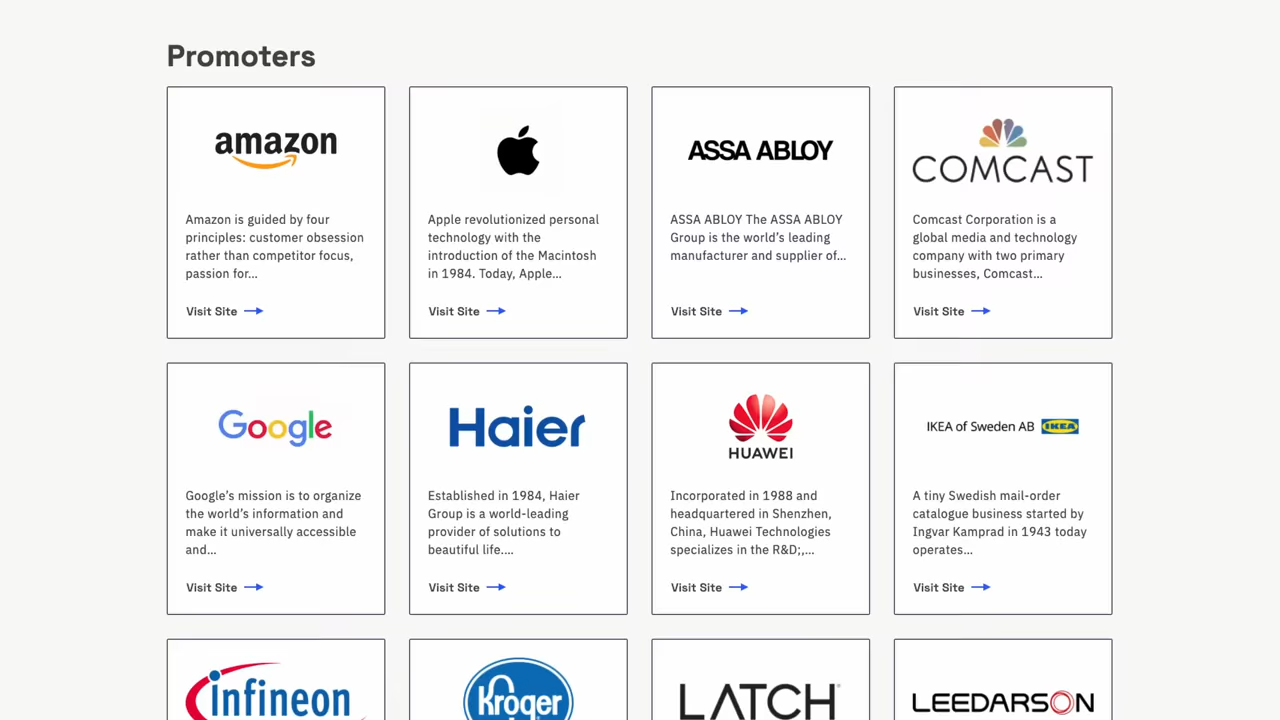 Promoters
amazon
Amazon is guided by four
principles: customer obsession
rather than competitor focus,
passion for...
Visit Site
Apple revolutionized personal
technology with the
introduction of the Macintosh
in 1984. Today, Apple...
Visit Site
ASSA ABLOY
ASSA ABLOY The ASSA ABLOY
Group is the world’s leading
manufacturer and supplier of...
Visit Site
COMCAST
Comcast Corporation is a
global media and technology
company with two primary
businesses, Comcast...
Visit Site
Google
Google’s mission is to organize
the world’s information and
make it universally accessible
and...
Visit Site
Haier
Established in 1984, Haier
Group is a world-leading
provider of solutions to
beautiful life....
Visit Site
HUAWEI
Incorporated in 1988 and
headquartered in Shenzhen,
China, Huawei Technologies
specializes in the R&D;,...
Visit Site
IKEA of Sweden AB IKEA
A tiny Swedish mail-order
catalogue business started by
Ingvar Kamprad in 1943 today
operates...
Visit Site
infineon
Kroger
LATCH
LEEDARSON